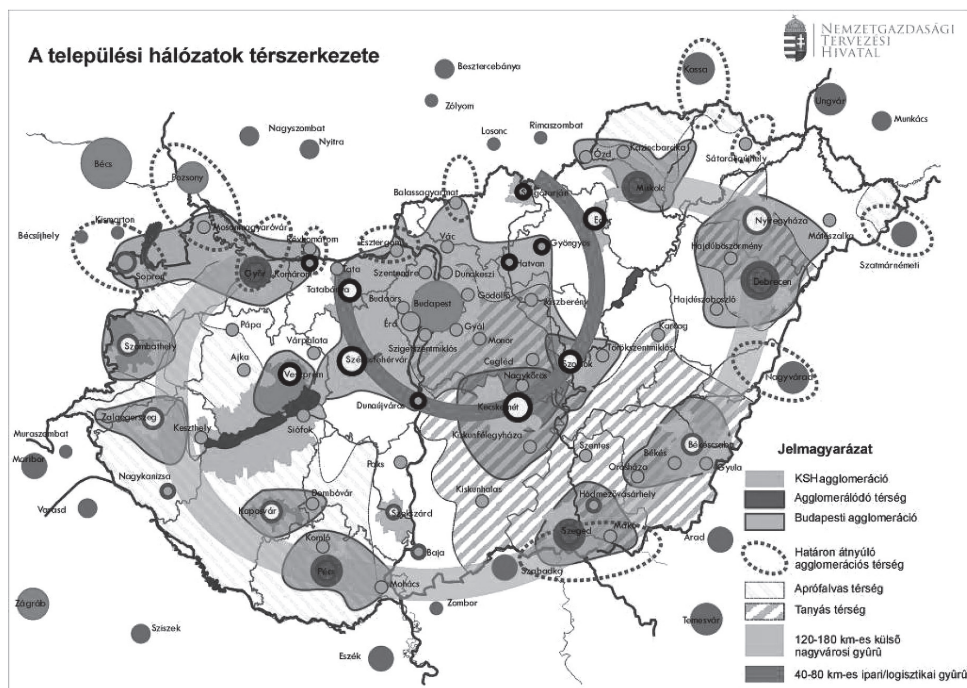 A települési hálózatok térszerkezete
NEMZETGAZDASÁGI
TERVEZÉSI
HIVATAL
Besztercebánya
Kassa
Zólyom
Ungvár
Munkács
Nagyszombat
Nyitra
Losonc
Rimaszombat
Ózd
Kazincbarcika
Sátoraljaújhely
Bécs
Pozsony
Miskolc
Balassagyarmat
Salgótarján
Eger
Nyíregyháza
Mátészalka
Szatmárnémeti
Kismarton
Bécsújhely
Mosonmagyaróvár
Révkomárom
Esztergom
Vác
Gyöngyös
Hajdúböszörmény
Sopron
Győr
Komárom
Tata
Szentendre
Dunakeszi
Hatvan
Debrecen
Tatabánya
Budaörs
Budapest
Gödöllő
Jászberény
Hajdúszoboszló
Pápa
Várpalota
Érd
Gyál
Szigetszentmiklós
Monor
Karcag
Törökszentmiklós
Szombathely
Ajka
Székesfehérvár
Cegléd
Szolnok
Nagyvárad
Veszprém
Nagykőrös
Zalaegerszeg
Dunaújváros
Kecskemét
Keszthely
Siófok
Kiskunfélegyháza
Békéscsaba
Muraszombat
Maribor
Paks
Szentes
Békés
Gyula
Orosháza
Nagykanizsa
Dombóvár
Kiskunhalas
Hódmezővásárhely
Varasd
Kaposvár
Szekszárd
Szeged
Makó
Arad
Komló
Baja
Pécs
Mohács
Szabadka
Zombor
Zágráb
Temesvár
Sziszek
Eszék
Jelmagyarázat
KSH agglomeráció
Agglomerálódó térség
Budapesti agglomeráció
Határon átnyúló
agglomerációs térség
Aprófalvas térség
Tanyás térség
120-180 km-es külső
nagyvárosi gyűrű
40-80 km-es ipari/logisztikai gyűrű